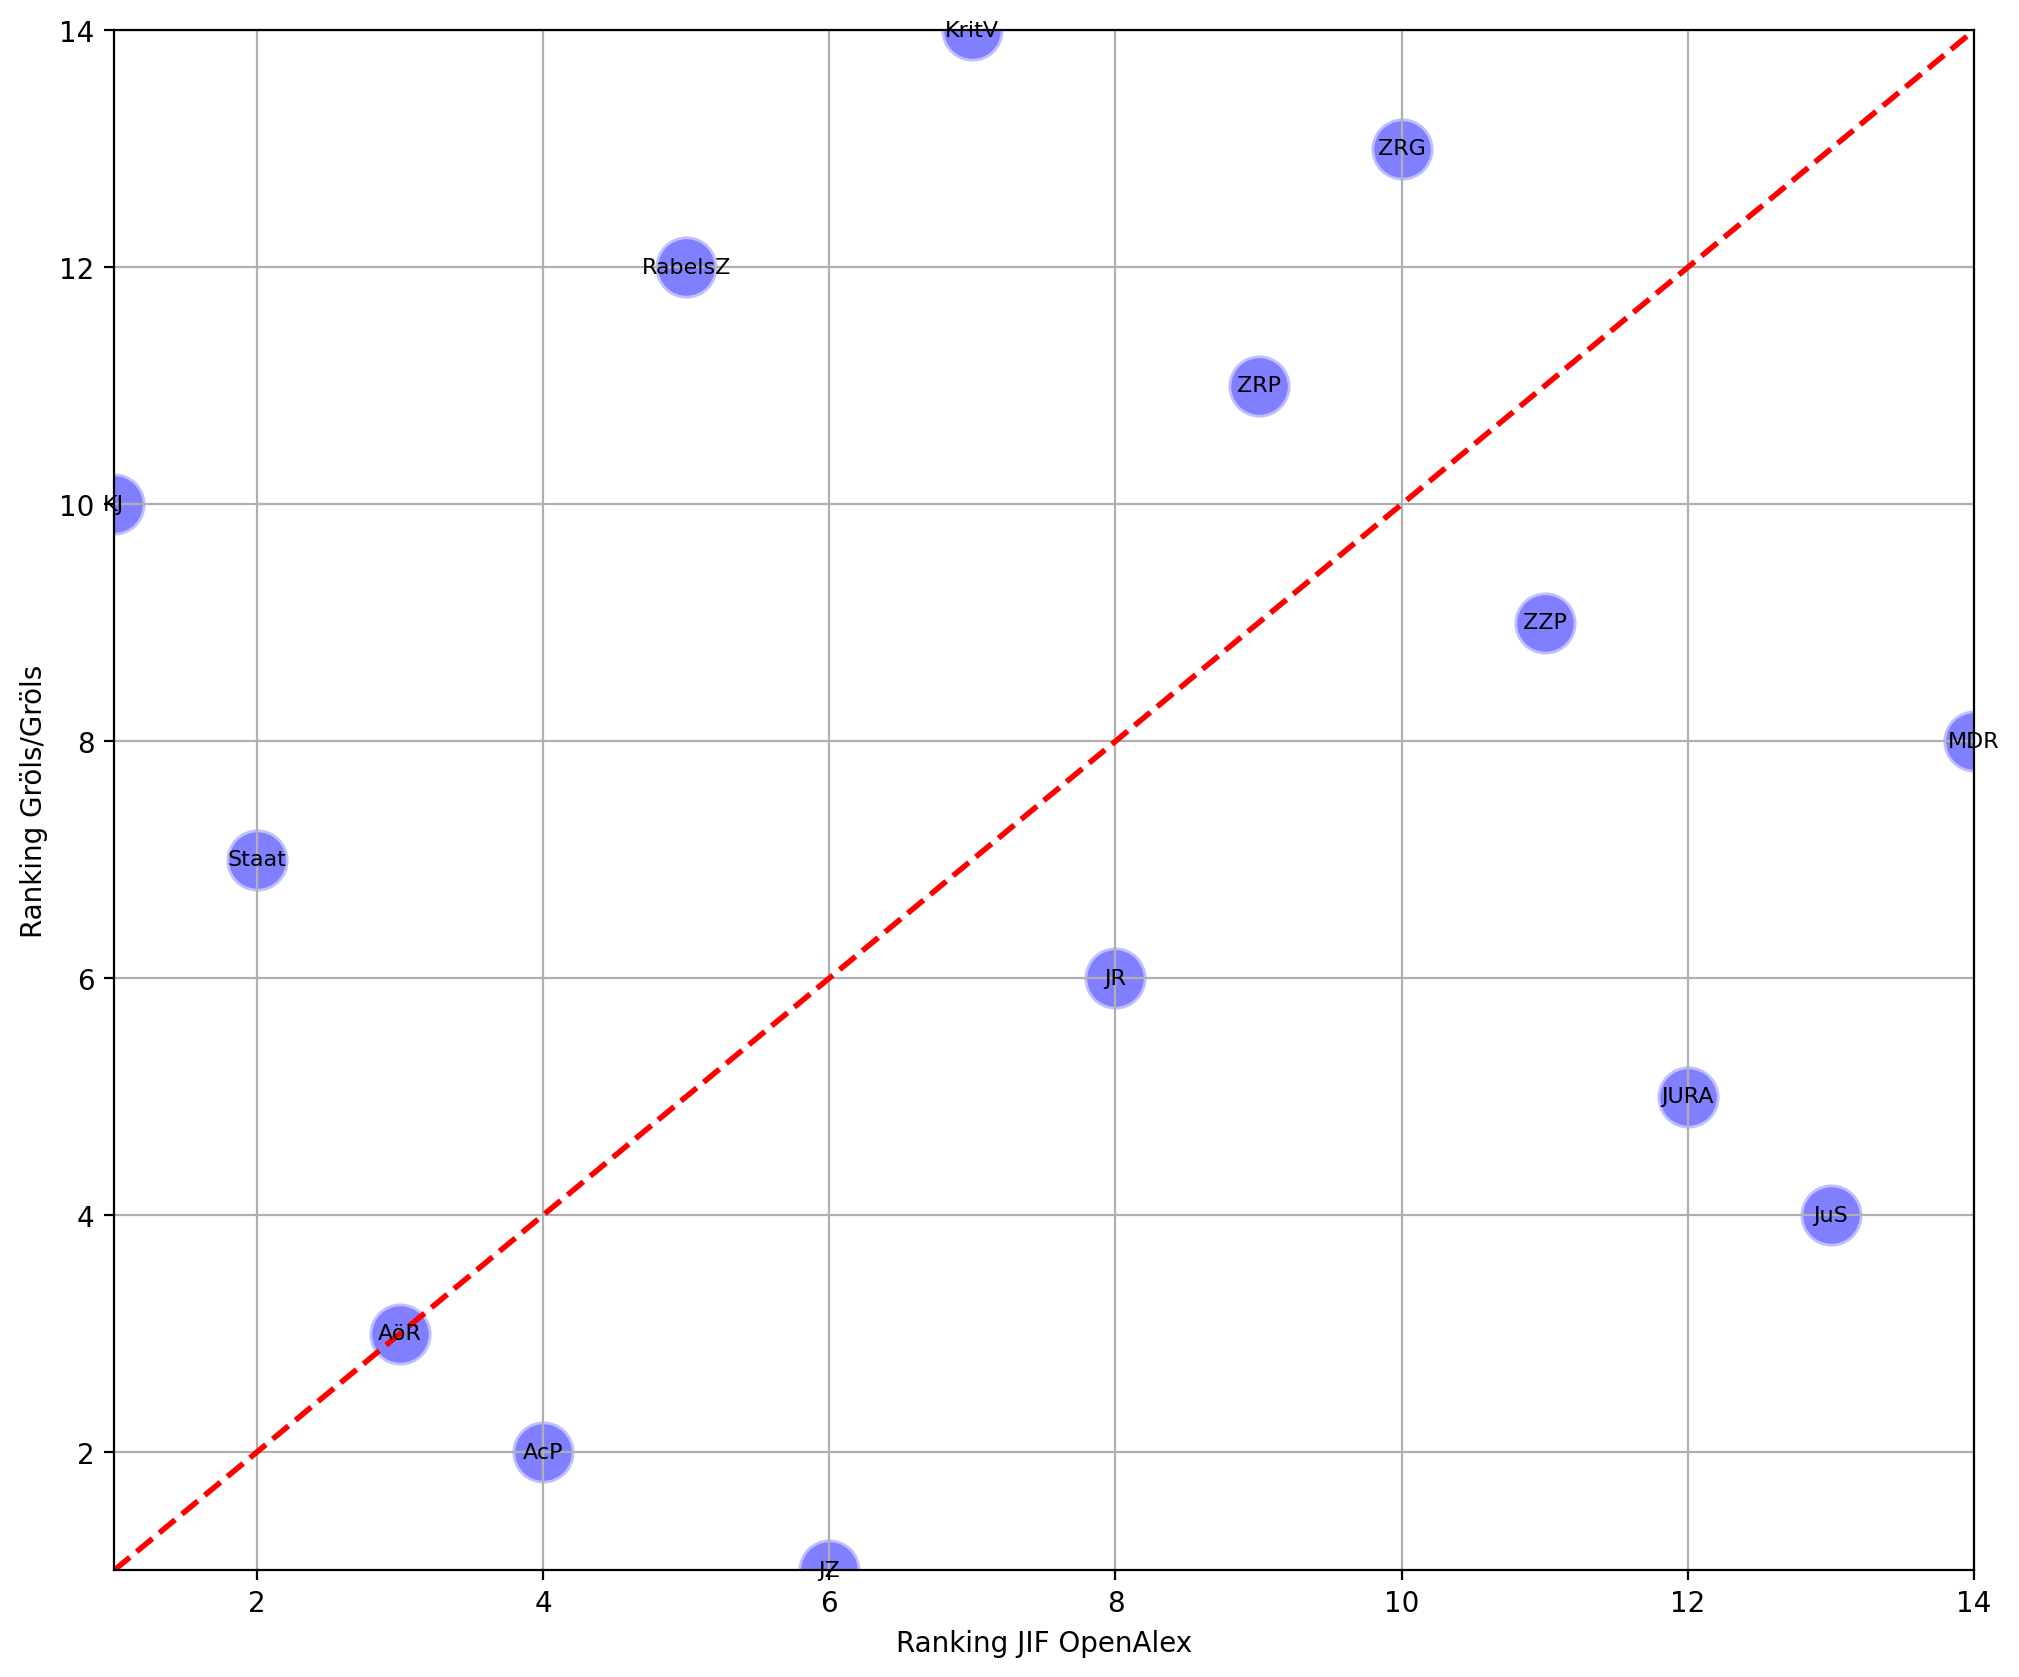 14
KritV
ZRG
12
RabelsZ
ZRP
10
KJ
ZZP
8
MDR
Staat
6
JR
JURA
4
JuS
AöR
2
AcP
JZ
2 4 6 8 10 12 14
Ranking JIF OpenAlex
Ranking Gröls/Gröls